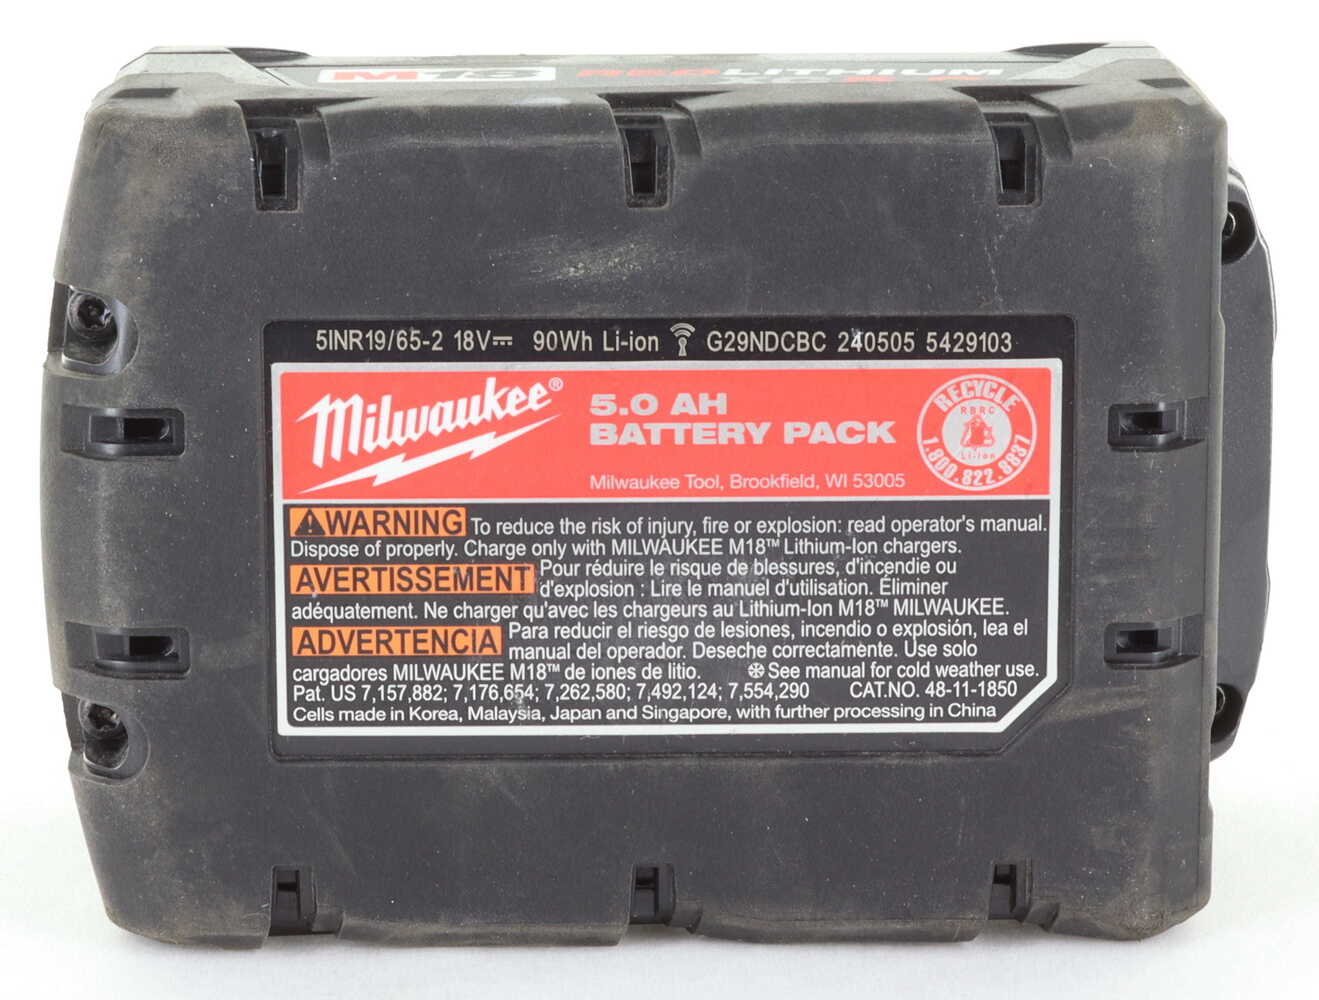 M18 REDLITHIUM
5INR19/65-2 18V⎓ 90Wh Li-ion G29NDCBC 240505 5429103
Milwaukee®
5.0 AH
BATTERY PACK
Milwaukee Tool, Brookfield, WI 53005
RECYCLE
RBRC
Li-ion
1.800.822.8837
⚠WARNING To reduce the risk of injury, fire or explosion: read operator's manual.
Dispose of properly. Charge only with MILWAUKEE M18™ Lithium-Ion chargers.
AVERTISSEMENT Pour réduire le risque de blessures, d'incendie ou
d'explosion : Lire le manuel d'utilisation. Éliminer
adéquatement. Ne charger qu'avec les chargeurs au Lithium-Ion M18™ MILWAUKEE.
ADVERTENCIA Para reducir el riesgo de lesiones, incendio o explosión, lea el
manual del operador. Deseche correctamente. Use solo
cargadores MILWAUKEE M18™ de iones de litio. ❄See manual for cold weather use.
Pat. US 7,157,882; 7,176,654; 7,262,580; 7,492,124; 7,554,290 CAT.NO. 48-11-1850
Cells made in Korea, Malaysia, Japan and Singapore, with further processing in China